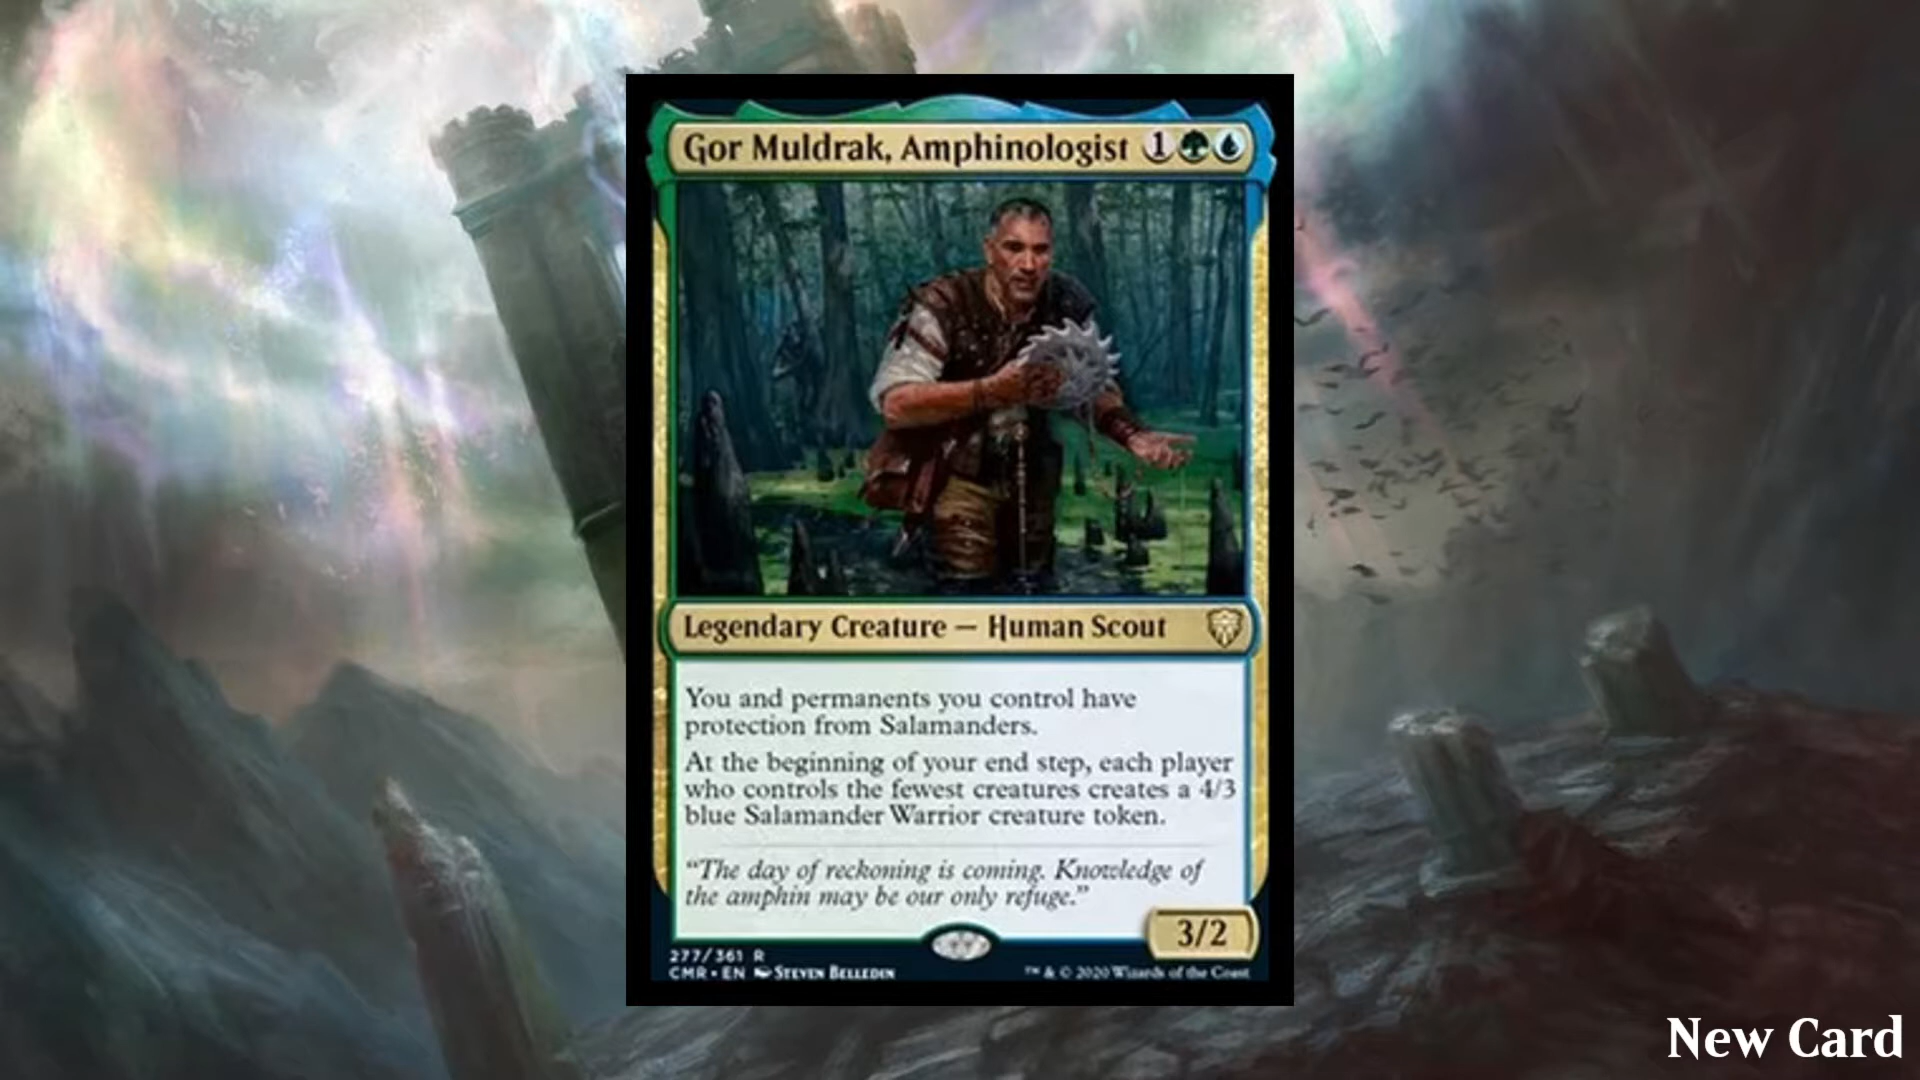 Gor Muldrak, Amphinologist 1
Legendary Creature — Human Scout
You and permanents you control have
protection from Salamanders.
At the beginning of your end step, each player
who controls the fewest creatures creates a 4/3
blue Salamander Warrior creature token.
“The day of reckoning is coming. Knowledge of
the amphin may be our only refuge.”
3/2
277/361 R
CMR • EN Steven Belledin
™ & © 2020 Wizards of the Coast
New Card